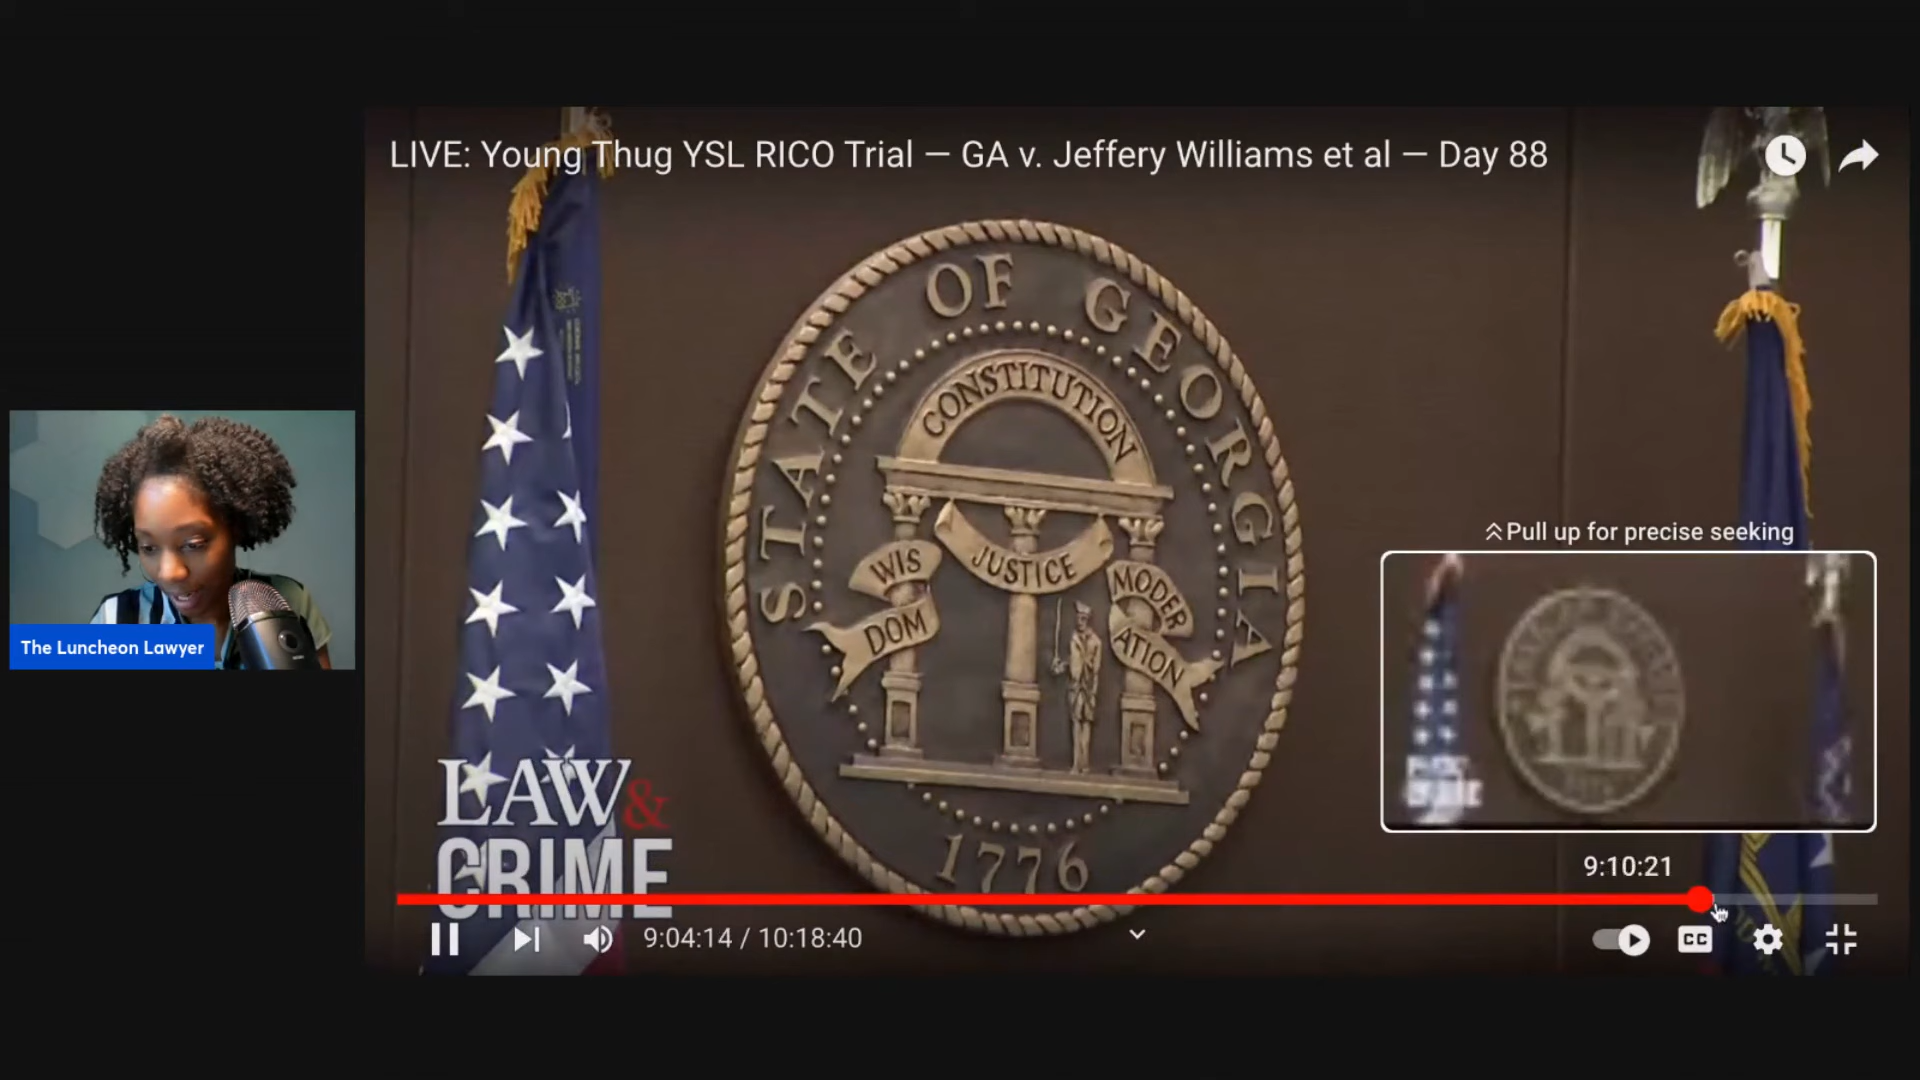 LIVE: Young Thug YSL RICO Trial — GA v. Jeffery Williams et al — Day 88
STATE OF GEORGIA
CONSTITUTION
WIS
DOM
JUSTICE
MODER
ATION
1776
Pull up for precise seeking
The Luncheon Lawyer
LAW&
CRIME
9:10:21
9:04:14 / 10:18:40
CC